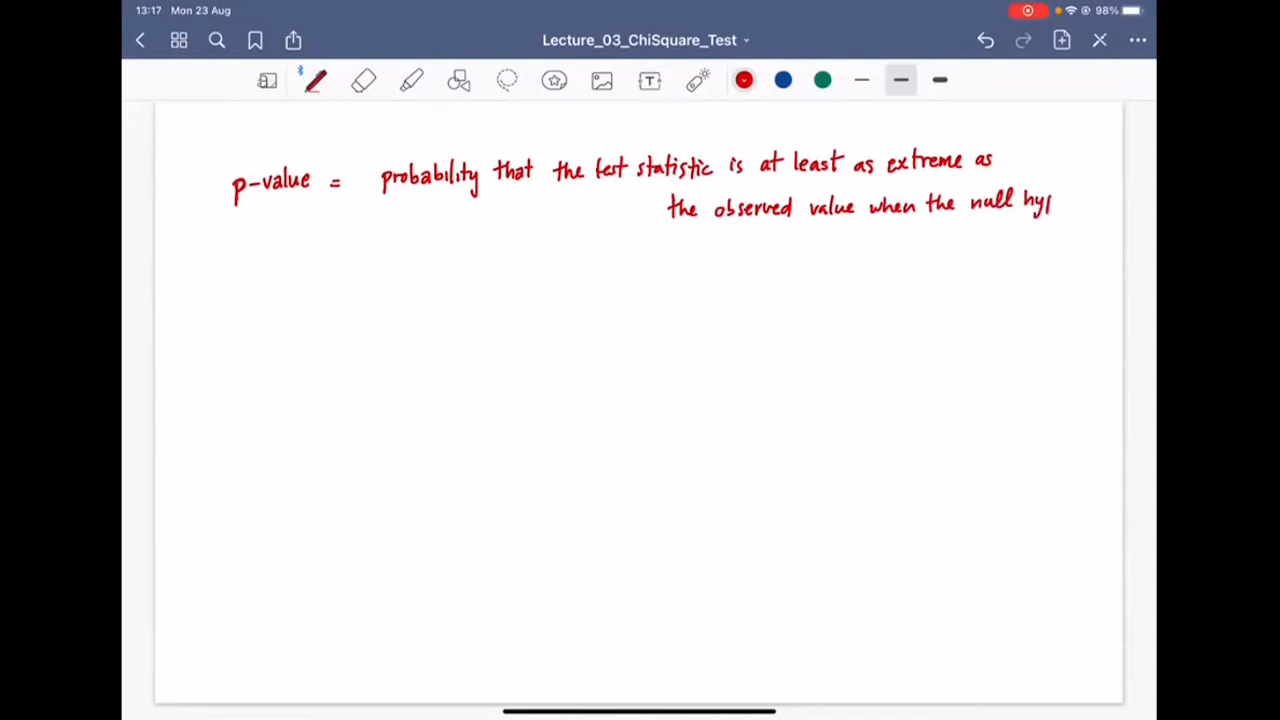 13:17 Mon 23 Aug
98%
Lecture_03_ChiSquare_Test
p-value = probability that the test statistic is at least as extreme as
the observed value when the null hyp